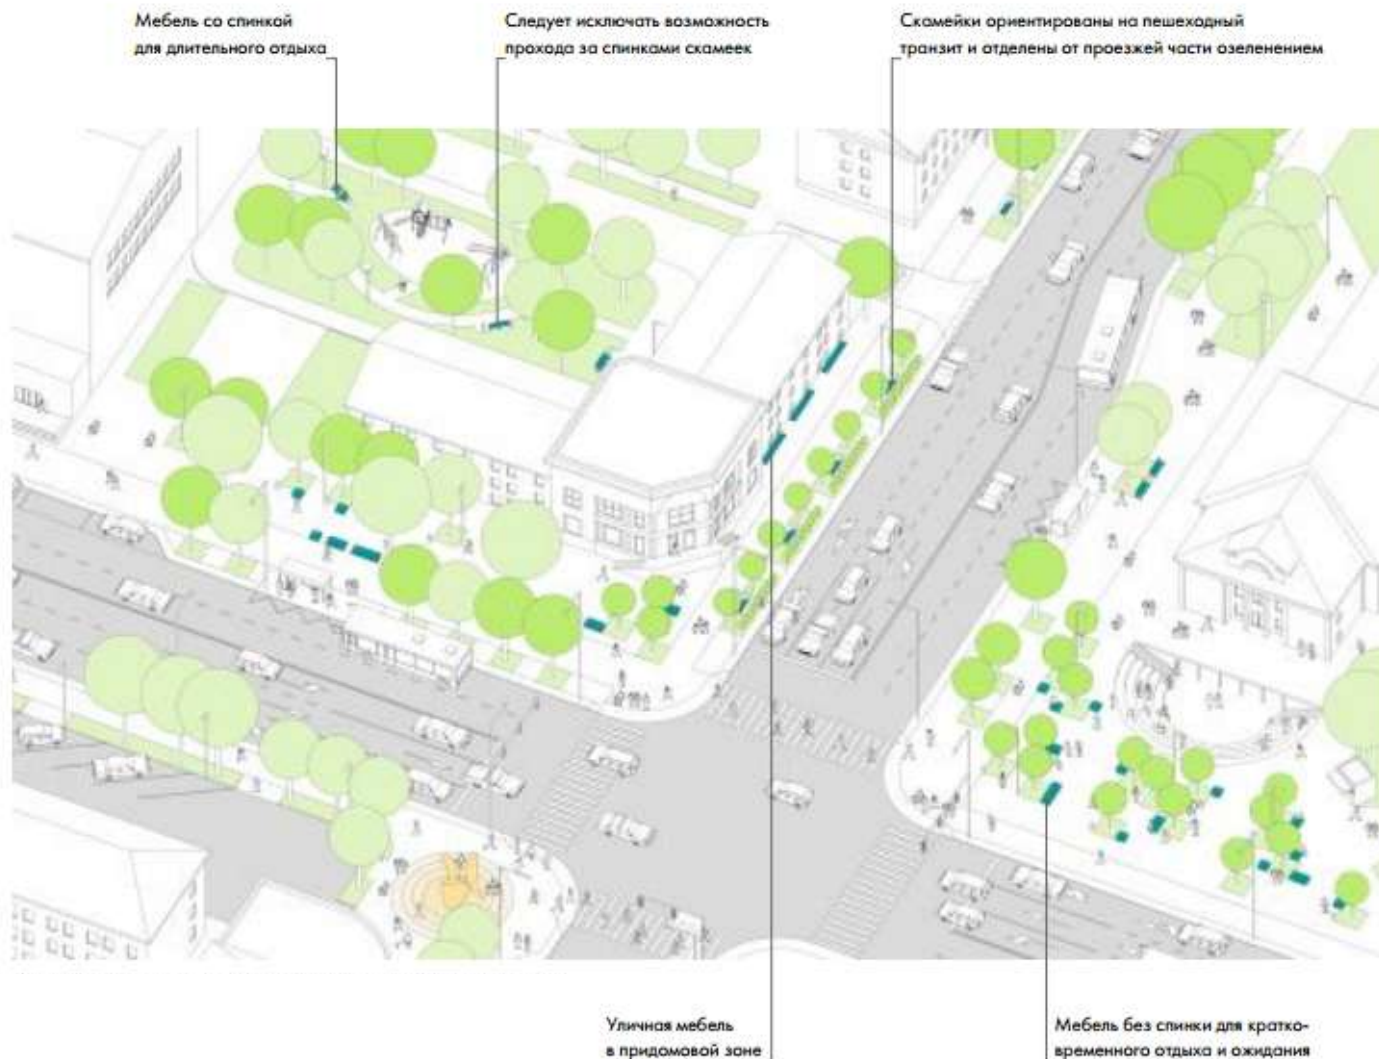 Мебель со спинкой
для длительного отдыха
Следует исключать возможность
прохода за спинками скамеек
Скамейки ориентированы на пешеходный
транзит и отделены от проезжей части озеленением
Уличная мебель
в придомовой зоне
Мебель без спинки для кратко-
временного отдыха и ожидания